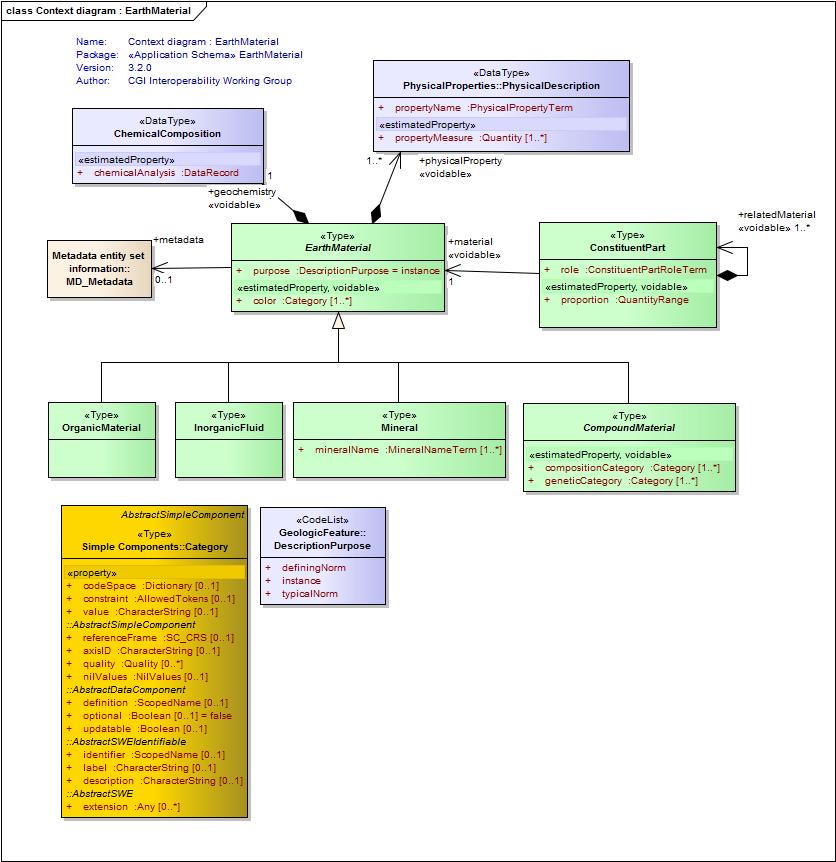 class Context diagram : EarthMaterial
Name: Context diagram : EarthMaterial
Package: «Application Schema» EarthMaterial
Version: 3.2.0
Author: CGI Interoperability Working Group
«DataType»
PhysicalProperties::PhysicalDescription
+ propertyName :PhysicalPropertyTerm
«estimatedProperty»
+ propertyMeasure :Quantity [1..*]
«DataType»
ChemicalComposition
«estimatedProperty»
+ chemicalAnalysis :DataRecord
1
+geochemistry
«voidable»
1..*
+physicalProperty
«voidable»
Metadata entity set
information::
MD_Metadata
+metadata
0..1
«Type»
EarthMaterial
+ purpose :DescriptionPurpose = instance
«estimatedProperty, voidable»
+ color :Category [1..*]
+material
«voidable»
1
«Type»
ConstituentPart
+ role :ConstituentPartRoleTerm
«estimatedProperty, voidable»
+ proportion :QuantityRange
+relatedMaterial
«voidable» 1..*
«Type»
OrganicMaterial
«Type»
InorganicFluid
«Type»
Mineral
+ mineralName :MineralNameTerm [1..*]
«Type»
CompoundMaterial
«estimatedProperty, voidable»
+ compositionCategory :Category [1..*]
+ geneticCategory :Category [1..*]
AbstractSimpleComponent
«Type»
Simple Components::Category
«property»
+ codeSpace :Dictionary [0..1]
+ constraint :AllowedTokens [0..1]
+ value :CharacterString [0..1]
::AbstractSimpleComponent
+ referenceFrame :SC_CRS [0..1]
+ axisID :CharacterString [0..1]
+ quality :Quality [0..*]
+ nilValues :NilValues [0..1]
::AbstractDataComponent
+ definition :ScopedName [0..1]
+ optional :Boolean [0..1] = false
+ updatable :Boolean [0..1]
::AbstractSWEIdentifiable
+ identifier :ScopedName [0..1]
+ label :CharacterString [0..1]
+ description :CharacterString [0..1]
::AbstractSWE
+ extension :Any [0..*]
«CodeList»
GeologicFeature::
DescriptionPurpose
+ definingNorm
+ instance
+ typicalNorm